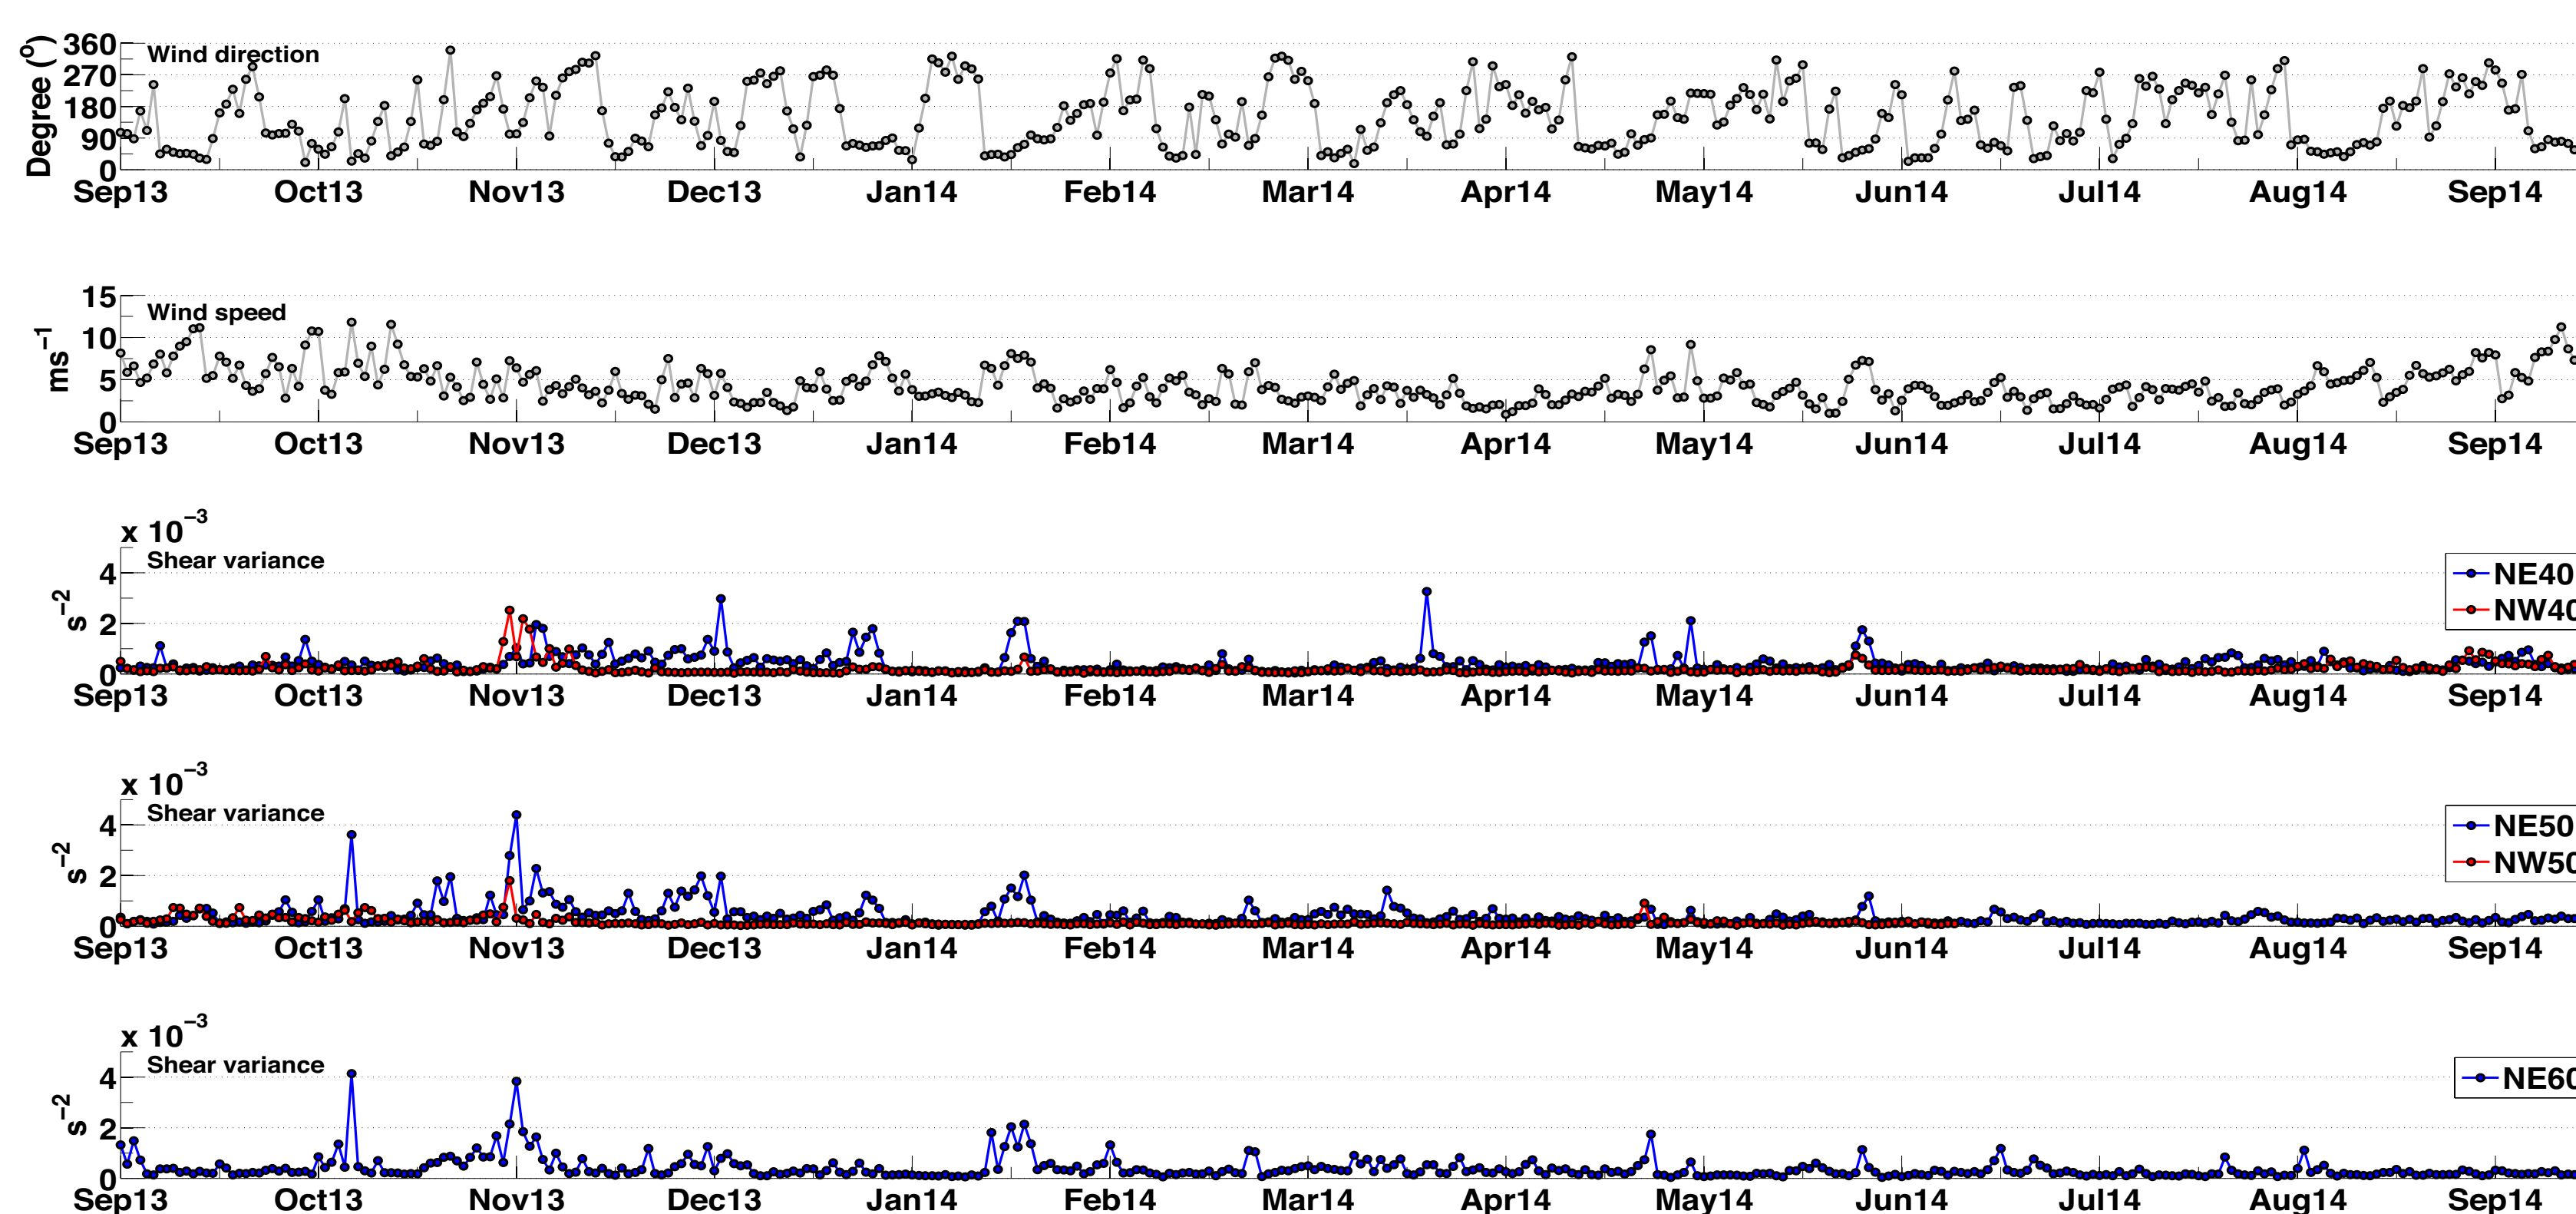 Degree (°)
360
270
180
90
0
Wind direction
Sep13 Oct13 Nov13 Dec13 Jan14 Feb14 Mar14 Apr14 May14 Jun14 Jul14 Aug14 Sep14
ms⁻¹
15
10
5
0
Wind speed
Sep13 Oct13 Nov13 Dec13 Jan14 Feb14 Mar14 Apr14 May14 Jun14 Jul14 Aug14 Sep14
x 10⁻³
s⁻²
4
2
0
Shear variance
NE40
NW40
Sep13 Oct13 Nov13 Dec13 Jan14 Feb14 Mar14 Apr14 May14 Jun14 Jul14 Aug14 Sep14
x 10⁻³
s⁻²
4
2
0
Shear variance
NE50
NW50
Sep13 Oct13 Nov13 Dec13 Jan14 Feb14 Mar14 Apr14 May14 Jun14 Jul14 Aug14 Sep14
x 10⁻³
s⁻²
4
2
0
Shear variance
NE60
Sep13 Oct13 Nov13 Dec13 Jan14 Feb14 Mar14 Apr14 May14 Jun14 Jul14 Aug14 Sep14